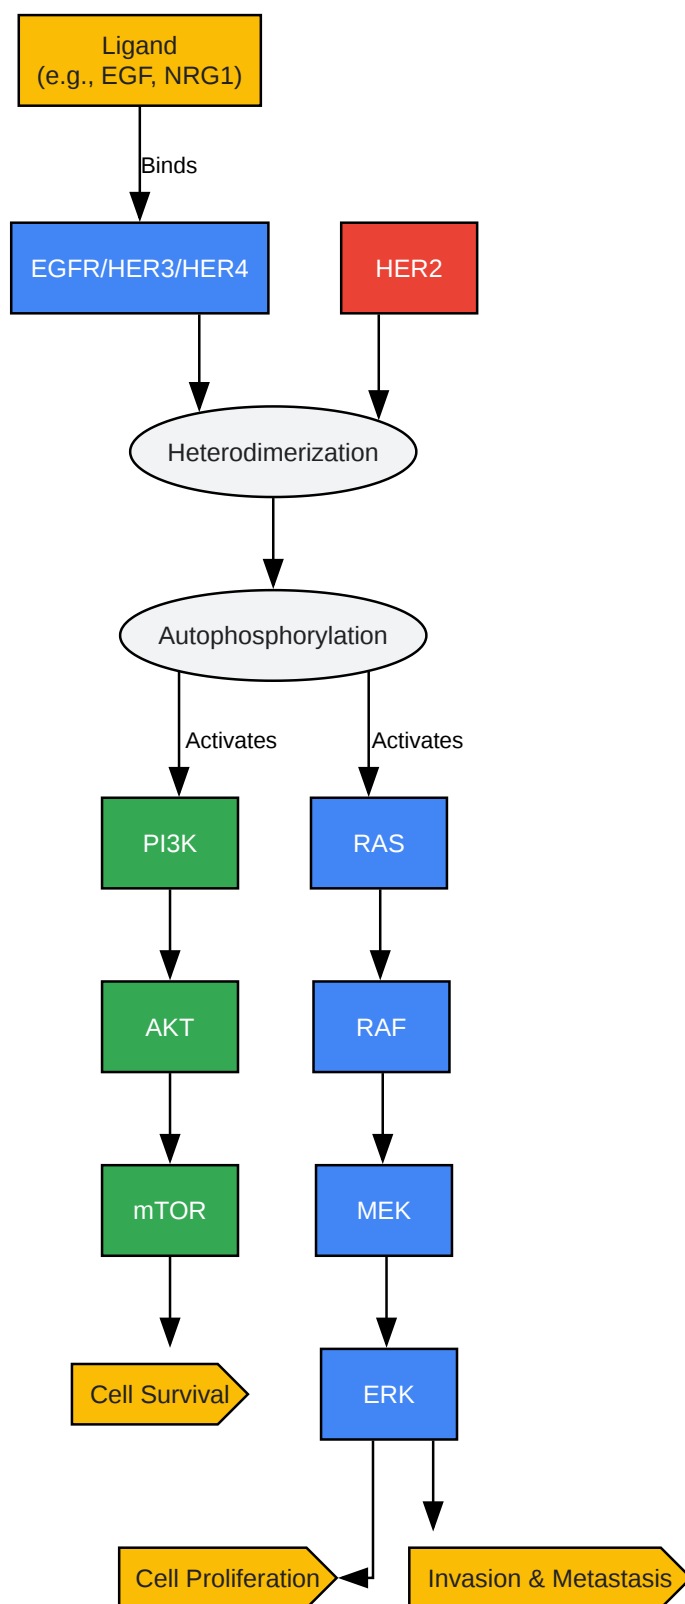 Ligand
(e.g., EGF, NRG1)
Binds
EGFR/HER3/HER4
HER2
Heterodimerization
Autophosphorylation
Activates
Activates
PI3K
RAS
AKT
RAF
mTOR
MEK
Cell Survival
ERK
Cell Proliferation
Invasion & Metastasis